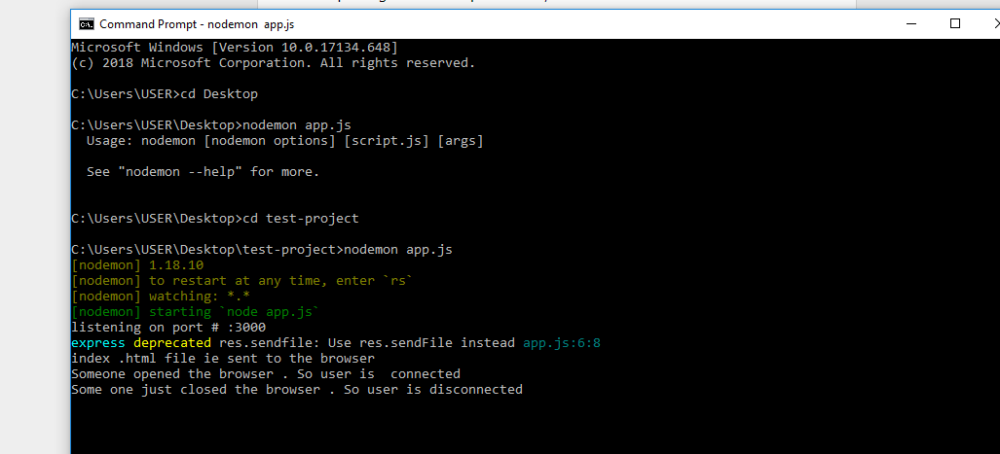 Command Prompt - nodemon app.js
Microsoft Windows [Version 10.0.17134.648]
(c) 2018 Microsoft Corporation. All rights reserved.
C:\Users\USER>cd Desktop
C:\Users\USER\Desktop>nodemon app.js
Usage: nodemon [nodemon options] [script.js] [args]
See "nodemon --help" for more.
C:\Users\USER\Desktop>cd test-project
C:\Users\USER\Desktop\test-project>nodemon app.js
[nodemon] 1.18.10
[nodemon] to restart at any time, enter `rs`
[nodemon] watching: *.*
[nodemon] starting `node app.js`
listening on port # :3000
express deprecated res.sendfile: Use res.sendFile instead app.js:6:8
index .html file ie sent to the browser
Someone opened the browser . So user is  connected
Some one just closed the browser . So user is disconnected